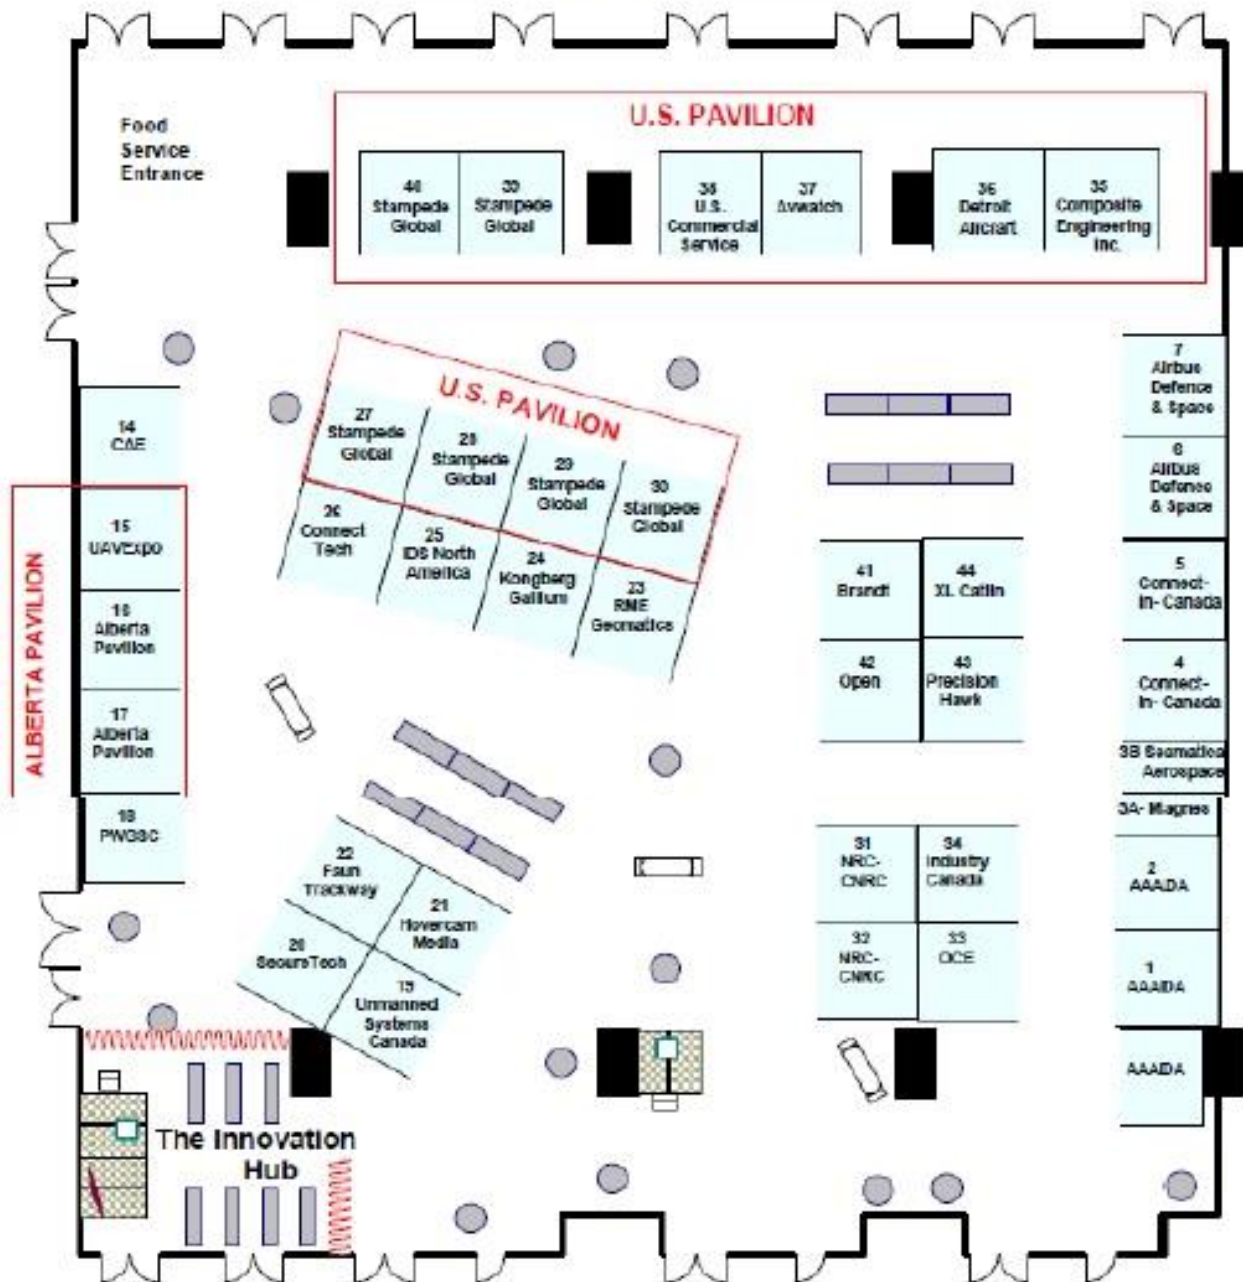 Food
Service
Entrance
U.S. PAVILION
40
Stampede
Global
39
Stampede
Global
38
U.S.
Commercial
Service
37
Avwatch
36
Detroit
Aircraft
35
Composite
Engineering
Inc.
7
Airbus
Defence
& Space
6
Airbus
Defence
& Space
5
Connect-
In- Canada
4
Connect-
In- Canada
3B Seamatica
Aerospace
3A- Magnes
2
AAAIDA
1
AAAIDA
AAAIDA
U.S. PAVILION
27
Stampede
Global
28
Stampede
Global
29
Stampede
Global
30
Stampede
Global
26
Connect
Tech
25
IDS North
America
24
Kongberg
Gallium
23
RME
Geomatics
14
CAE
ALBERTA PAVILION
15
UAVExpo
16
Alberta
Pavilion
17
Alberta
Pavilion
18
PWGSC
41
Brandt
44
XL Catlin
42
Open
43
Precision
Hawk
31
NRC-
CNRC
34
Industry
Canada
32
NRC-
CNRC
33
OCE
22
Faun
Trackway
21
Hovercam
Media
20
SecureTech
19
Unmanned
Systems
Canada
The Innovation
Hub